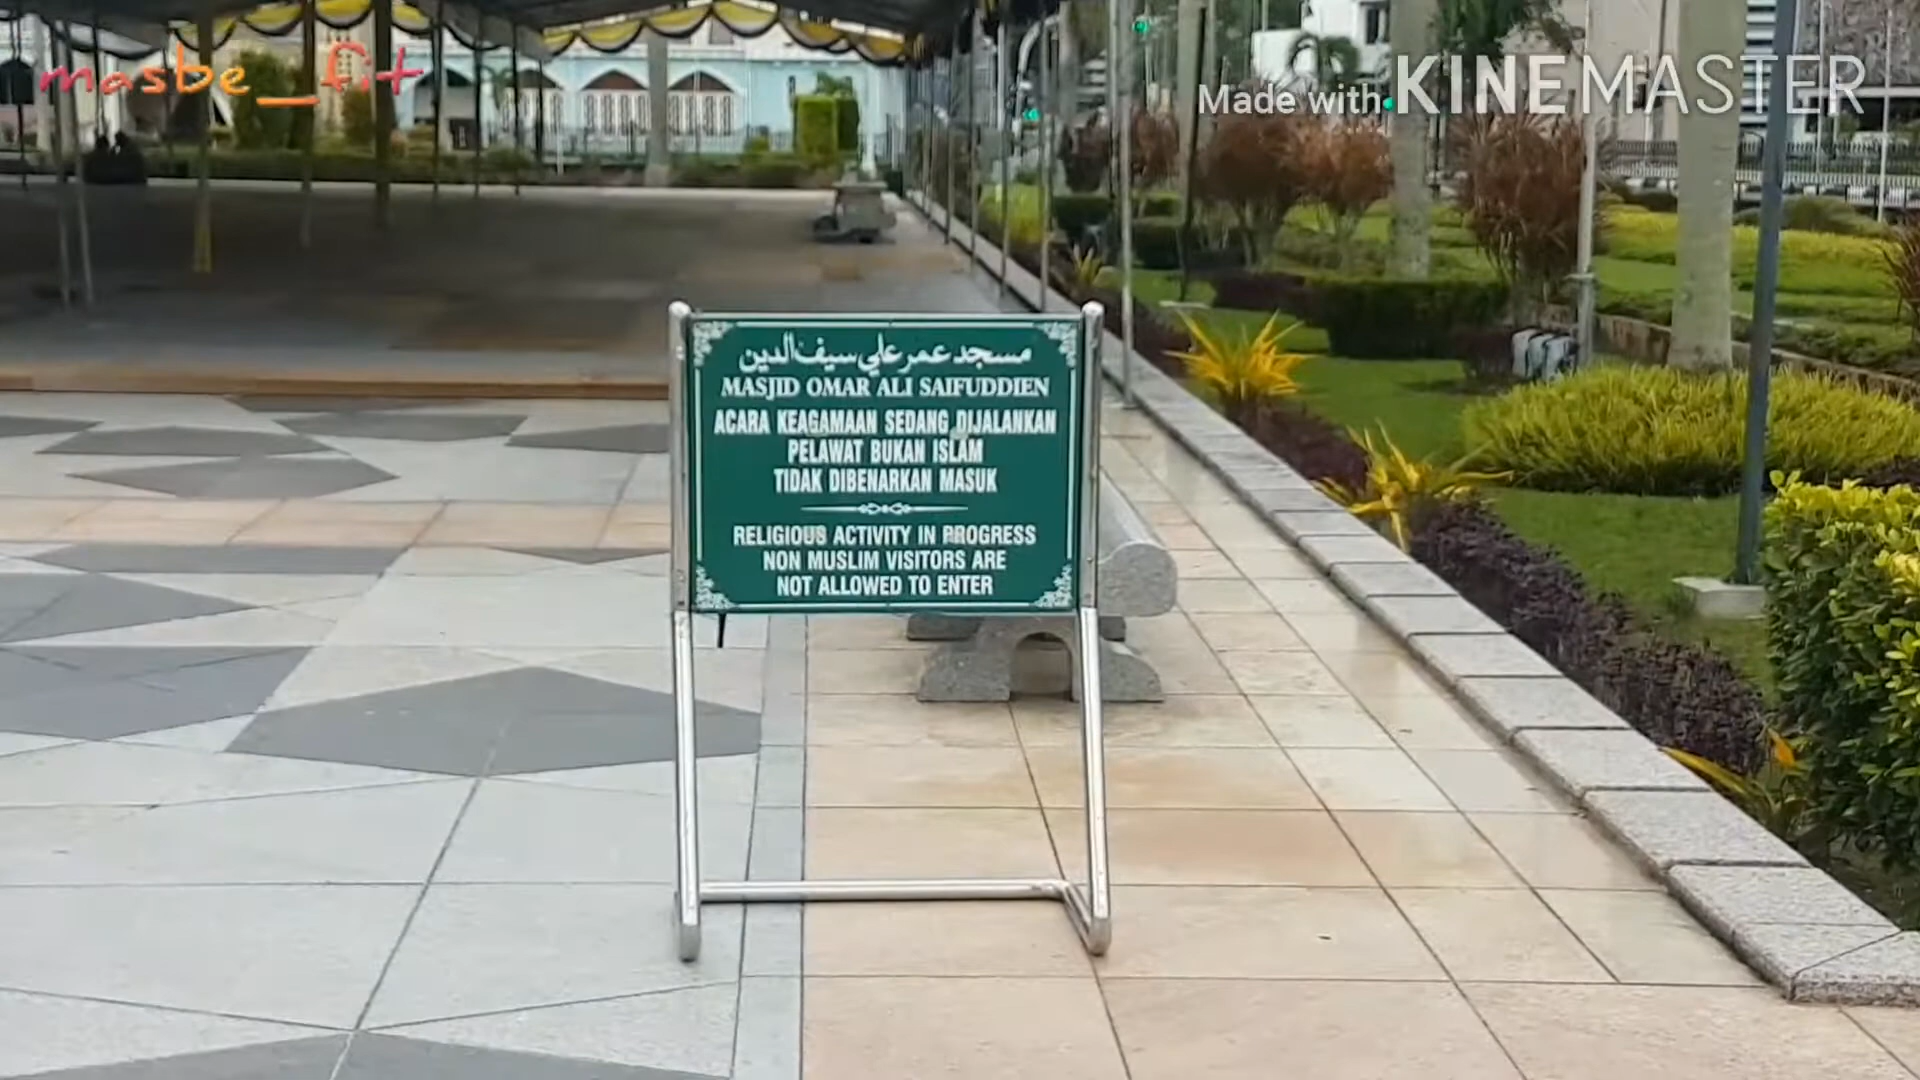 masbe_fit
Made with KINEMASTER
مسجد عمر علي سيف الدين
MASJID OMAR ALI SAIFUDDIEN
ACARA KEAGAMAAN SEDANG DIJALANKAN
PELAWAT BUKAN ISLAM
TIDAK DIBENARKAN MASUK
RELIGIOUS ACTIVITY IN PROGRESS
NON MUSLIM VISITORS ARE
NOT ALLOWED TO ENTER